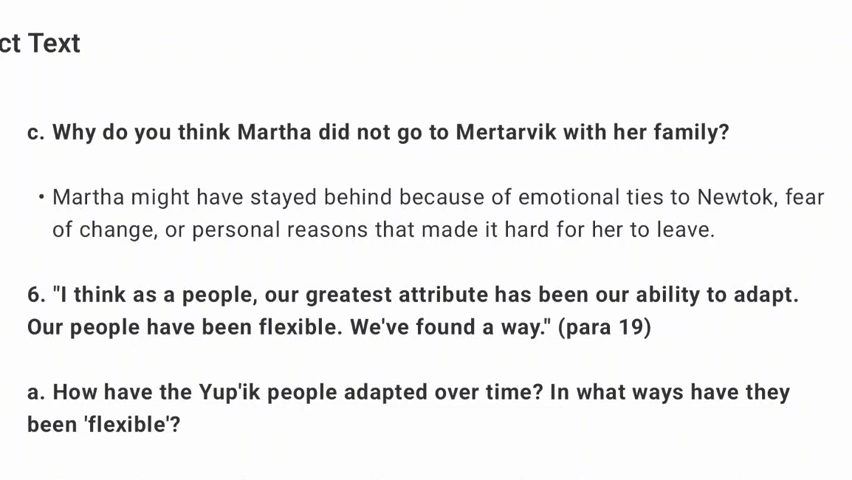 ct Text
c. Why do you think Martha did not go to Mertarvik with her family?
• Martha might have stayed behind because of emotional ties to Newtok, fear
of change, or personal reasons that made it hard for her to leave.
6. "I think as a people, our greatest attribute has been our ability to adapt.
Our people have been flexible. We've found a way." (para 19)
a. How have the Yup'ik people adapted over time? In what ways have they
been 'flexible'?